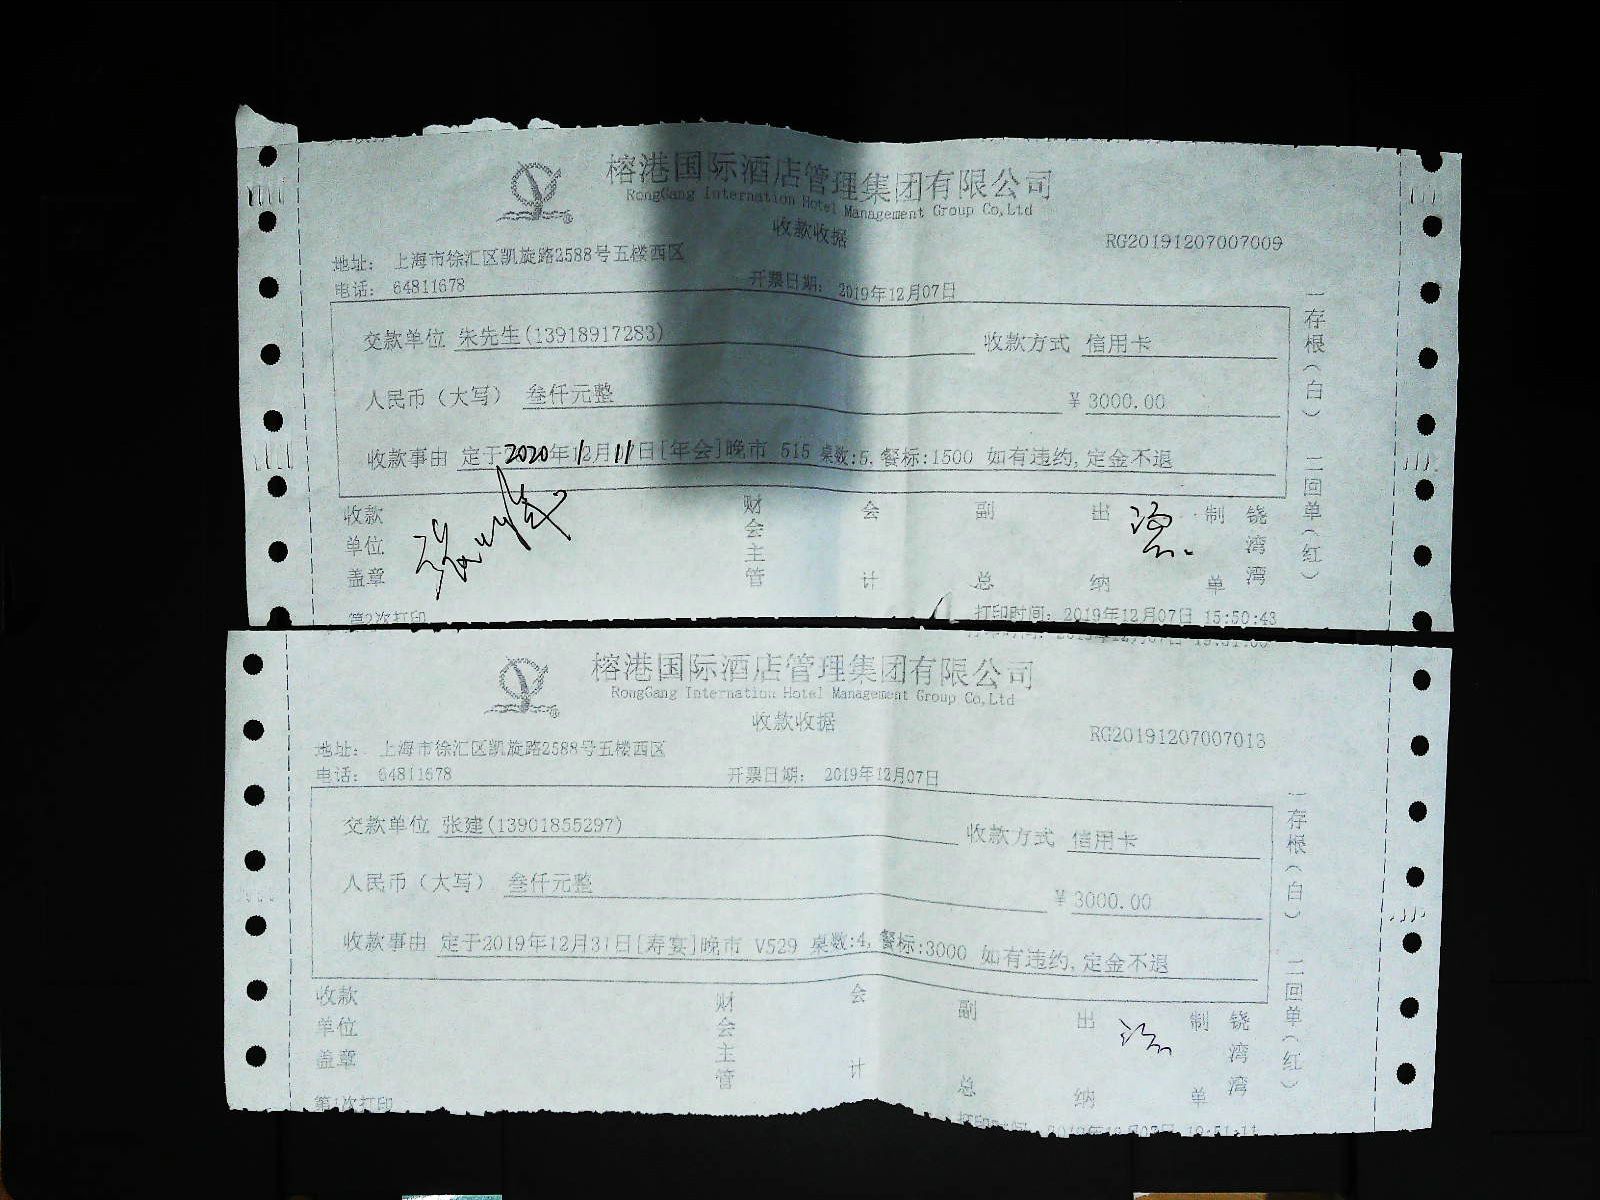 榕港国际酒店管理集团有限公司
RongGang Internation Hotel Management Group Co,Ltd
收款收据
RG20191207007009
地址： 上海市徐汇区凯旋路2588号五楼西区
电话： 64811678 开票日期： 2019年12月07日
交款单位 朱先生(13918917283) 收款方式 信用卡
人民币（大写） 叁仟元整 ¥ 3000.00
收款事由 定于2020年1月11日[年会]晚市 515 桌数:5, 餐标:1500 如有违约,定金不退
收款单位盖章 财会主管 会计 副总 出纳 制单 饶湾湾
一存根（白） 二回单（红）
第2次打印 打印时间： 2019年12月07日 15:50:43
榕港国际酒店管理集团有限公司
RongGang Internation Hotel Management Group Co,Ltd
收款收据
RG20191207007013
地址： 上海市徐汇区凯旋路2588号五楼西区
电话： 64811678 开票日期： 2019年12月07日
交款单位 张建(13901855297) 收款方式 信用卡
人民币（大写） 叁仟元整 ¥ 3000.00
收款事由 定于2019年12月31日[寿宴]晚市 V529 桌数:4, 餐标:3000 如有违约,定金不退
收款单位盖章 财会主管 会计 副总 出纳 制单 饶湾湾
一存根（白） 二回单（红）
第1次打印